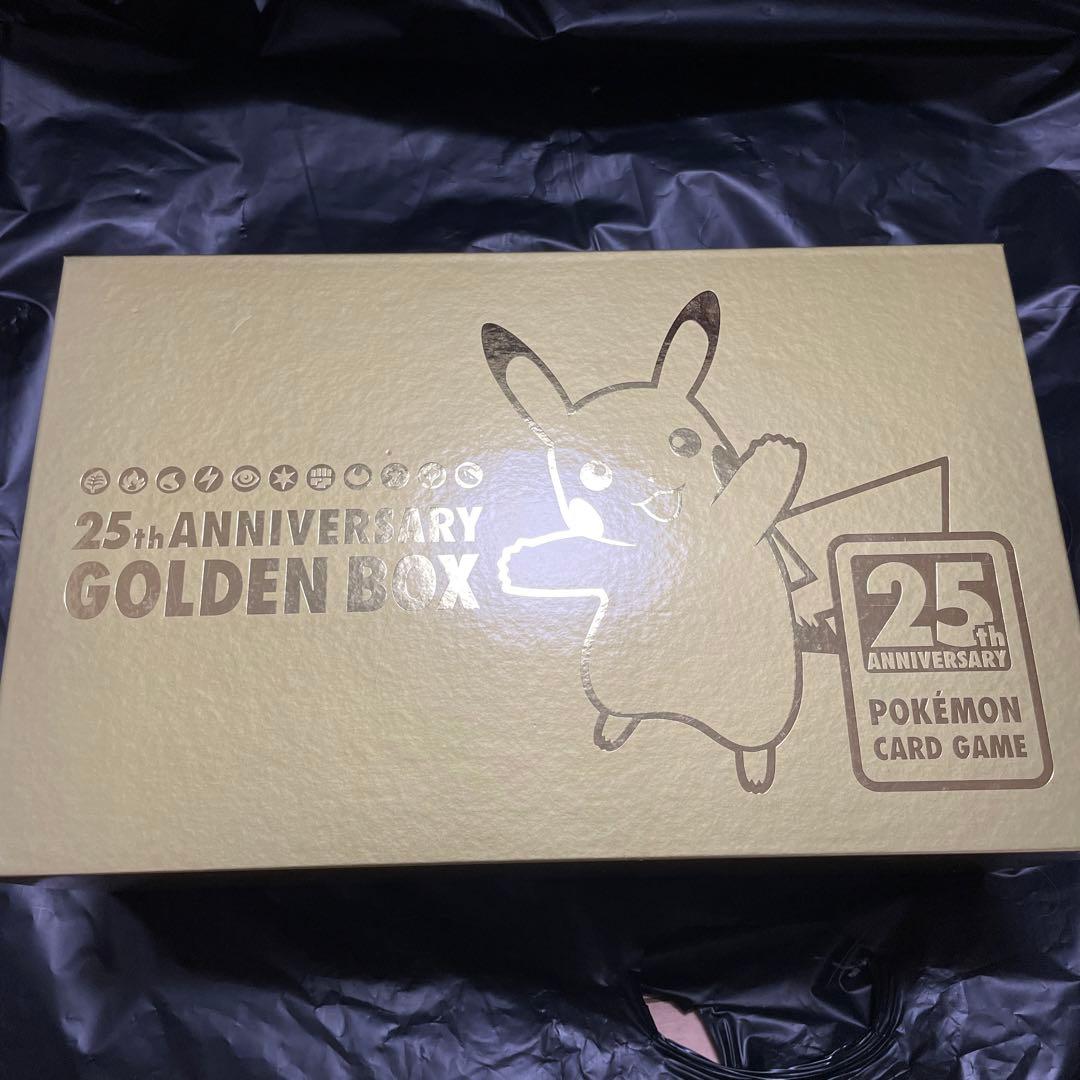 25th ANNIVERSARY
GOLDEN BOX
25th
ANNIVERSARY
POKÉMON
CARD GAME